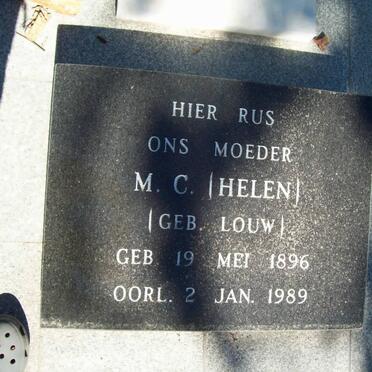 HIER RUS
ONS MOEDER
M. C. (HELEN)
(GEB. LOUW)
GEB 19 MEI 1896
OORL. 2 JAN. 1989